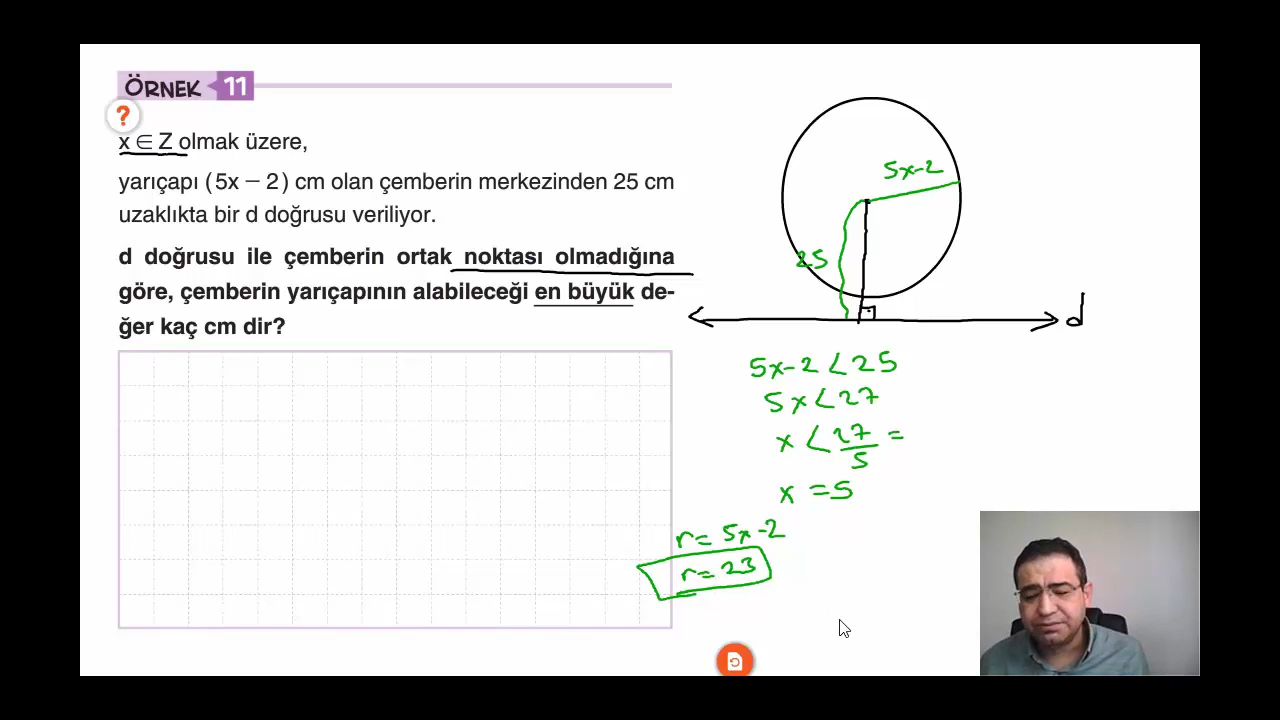 ÖRNEK 11
?
x ∈ Z olmak üzere,
yarıçapı (5x − 2) cm olan çemberin merkezinden 25 cm
uzaklıkta bir d doğrusu veriliyor.
d doğrusu ile çemberin ortak noktası olmadığına
göre, çemberin yarıçapının alabileceği en büyük de-
ğer kaç cm dir?
5x-2
25
d
5x-2 < 25
5x < 27
x < 27/5 =
x = 5
r = 5x-2
r = 23